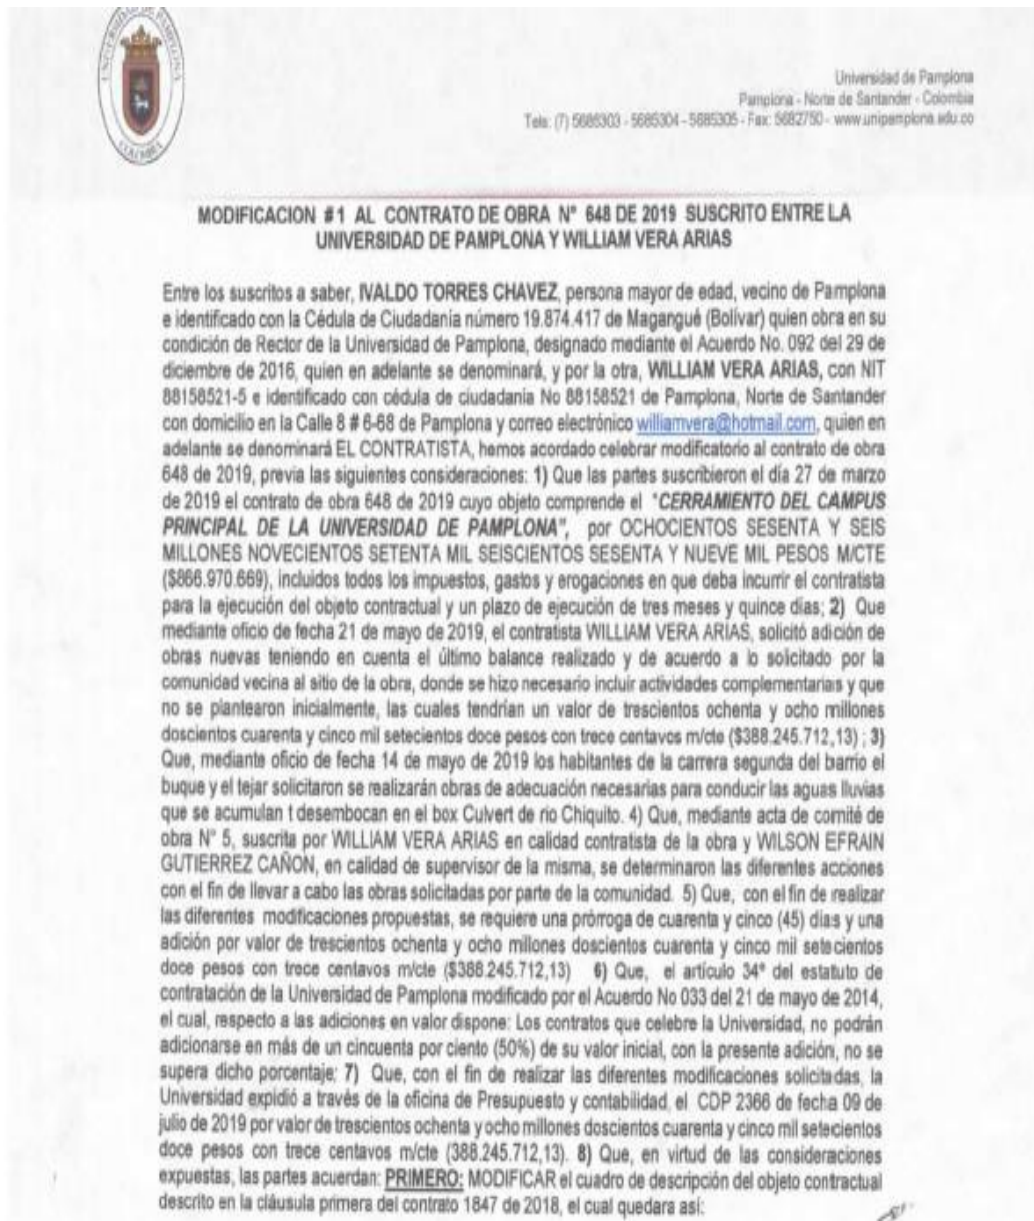 UNIVERSIDAD DE PAMPLONA
COLOMBIA
Universidad de Pamplona
Pamplona - Norte de Santander - Colombia
Tels: (7) 5685303 - 5685304 - 5685305 - Fax: 5682750 - www.unipamplona.edu.co
MODIFICACION #1 AL CONTRATO DE OBRA N° 648 DE 2019 SUSCRITO ENTRE LA
UNIVERSIDAD DE PAMPLONA Y WILLIAM VERA ARIAS
Entre los suscritos a saber, IVALDO TORRES CHAVEZ, persona mayor de edad, vecino de Pamplona
e identificado con la Cédula de Ciudadanía número 19.874.417 de Magangué (Bolívar) quien obra en su
condición de Rector de la Universidad de Pamplona, designado mediante el Acuerdo No. 092 del 29 de
diciembre de 2016, quien en adelante se denominará, y por la otra, WILLIAM VERA ARIAS, con NIT
88158521-5 e identificado con cédula de ciudadanía No 88158521 de Pamplona, Norte de Santander
con domicilio en la Calle 8 # 6-68 de Pamplona y correo electrónico williamvera@hotmail.com, quien en
adelante se denominará EL CONTRATISTA, hemos acordado celebrar modificatorio al contrato de obra
648 de 2019, previa las siguientes consideraciones: 1) Que las partes suscribieron el día 27 de marzo
de 2019 el contrato de obra 648 de 2019 cuyo objeto comprende el "CERRAMIENTO DEL CAMPUS
PRINCIPAL DE LA UNIVERSIDAD DE PAMPLONA", por OCHOCIENTOS SESENTA Y SEIS
MILLONES NOVECIENTOS SETENTA MIL SEISCIENTOS SESENTA Y NUEVE MIL PESOS M/CTE
($866.970.669), incluidos todos los impuestos, gastos y erogaciones en que deba incurrir el contratista
para la ejecución del objeto contractual y un plazo de ejecución de tres meses y quince días; 2) Que
mediante oficio de fecha 21 de mayo de 2019, el contratista WILLIAM VERA ARIAS, solicitó adición de
obras nuevas teniendo en cuenta el último balance realizado y de acuerdo a lo solicitado por la
comunidad vecina al sitio de la obra, donde se hizo necesario incluir actividades complementarias y que
no se plantearon inicialmente, las cuales tendrían un valor de trescientos ochenta y ocho millones
doscientos cuarenta y cinco mil setecientos doce pesos con trece centavos m/cte ($388.245.712,13) ; 3)
Que, mediante oficio de fecha 14 de mayo de 2019 los habitantes de la carrera segunda del barrio el
buque y el tejar solicitaron se realizarán obras de adecuación necesarias para conducir las aguas lluvias
que se acumulan t desembocan en el box Culvert de rio Chiquito. 4) Que, mediante acta de comité de
obra N° 5, suscrita por WILLIAM VERA ARIAS en calidad contratista de la obra y WILSON EFRAIN
GUTIERREZ CAÑON, en calidad de supervisor de la misma, se determinaron las diferentes acciones
con el fin de llevar a cabo las obras solicitadas por parte de la comunidad. 5) Que, con el fin de realizar
las diferentes modificaciones propuestas, se requiere una prórroga de cuarenta y cinco (45) días y una
adición por valor de trescientos ochenta y ocho millones doscientos cuarenta y cinco mil setecientos
doce pesos con trece centavos m/cte ($388.245.712,13) 6) Que, el artículo 34° del estatuto de
contratación de la Universidad de Pamplona modificado por el Acuerdo No 033 del 21 de mayo de 2014,
el cual, respecto a las adiciones en valor dispone: Los contratos que celebre la Universidad, no podrán
adicionarse en más de un cincuenta por ciento (50%) de su valor inicial, con la presente adición, no se
supera dicho porcentaje; 7) Que, con el fin de realizar las diferentes modificaciones solicitadas, la
Universidad expidió a través de la oficina de Presupuesto y contabilidad, el CDP 2366 de fecha 09 de
julio de 2019 por valor de trescientos ochenta y ocho millones doscientos cuarenta y cinco mil setecientos
doce pesos con trece centavos m/cte (388.245.712,13). 8) Que, en virtud de las consideraciones
expuestas, las partes acuerdan: PRIMERO: MODIFICAR el cuadro de descripción del objeto contractual
descrito en la cláusula primera del contrato 1847 de 2018, el cual quedara así: